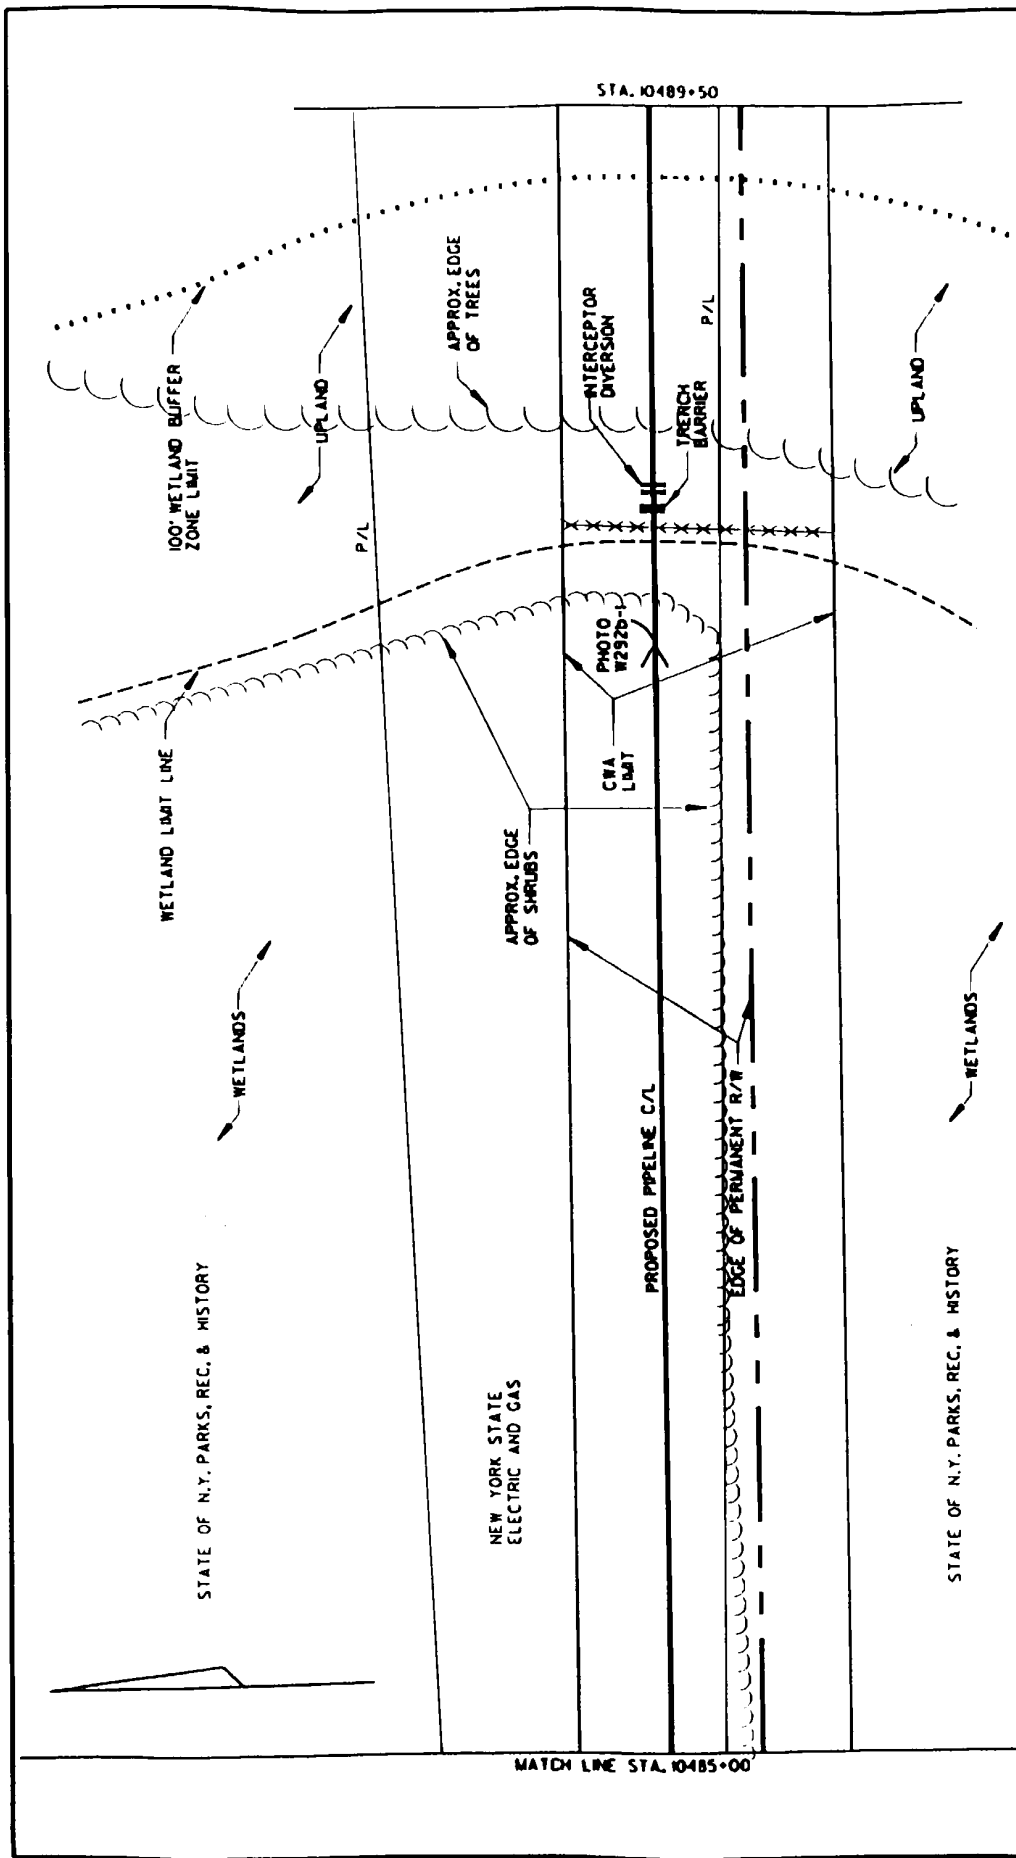 STA. 10489+50
100' WETLAND BUFFER
ZONE LIMIT
UPLAND
P/L
APPROX. EDGE
OF TREES
INTERCEPTOR
DIVERSION
TRENCH
BARRIER
P/L
UPLAND
WETLAND LIMIT LINE
APPROX. EDGE
OF SHRUBS
PHOTO
W292b-1
CWA
LIMIT
WETLANDS
PROPOSED PIPELINE C/L
EDGE OF PERMANENT R/W
WETLANDS
STATE OF N.Y. PARKS, REC. & HISTORY
NEW YORK STATE
ELECTRIC AND GAS
STATE OF N.Y. PARKS, REC. & HISTORY
MATCH LINE STA. 10485+00